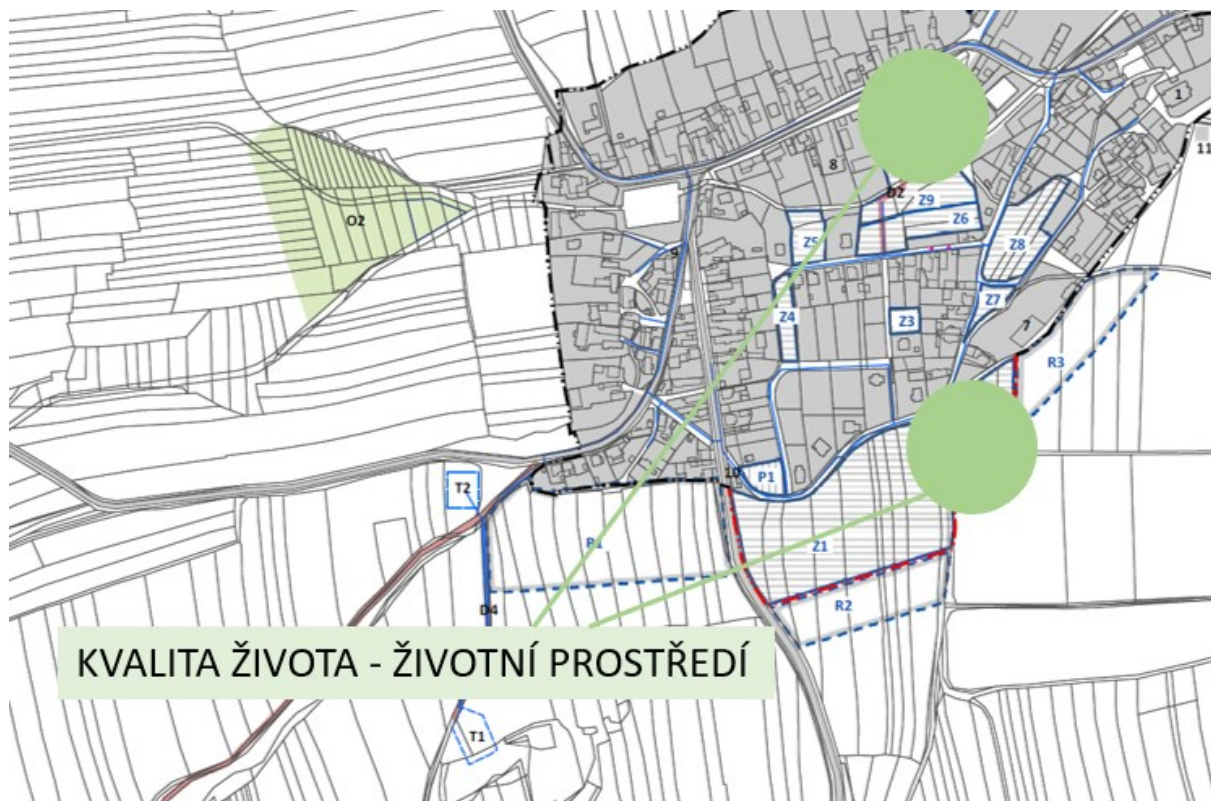 1
11
8
D2
Z9
O2
Z6
Z5
Z8
9
Z7
Z4
Z3
7
R3
10
P1
T2
R1
Z1
R2
D4
KVALITA ŽIVOTA - ŽIVOTNÍ PROSTŘEDÍ
T1